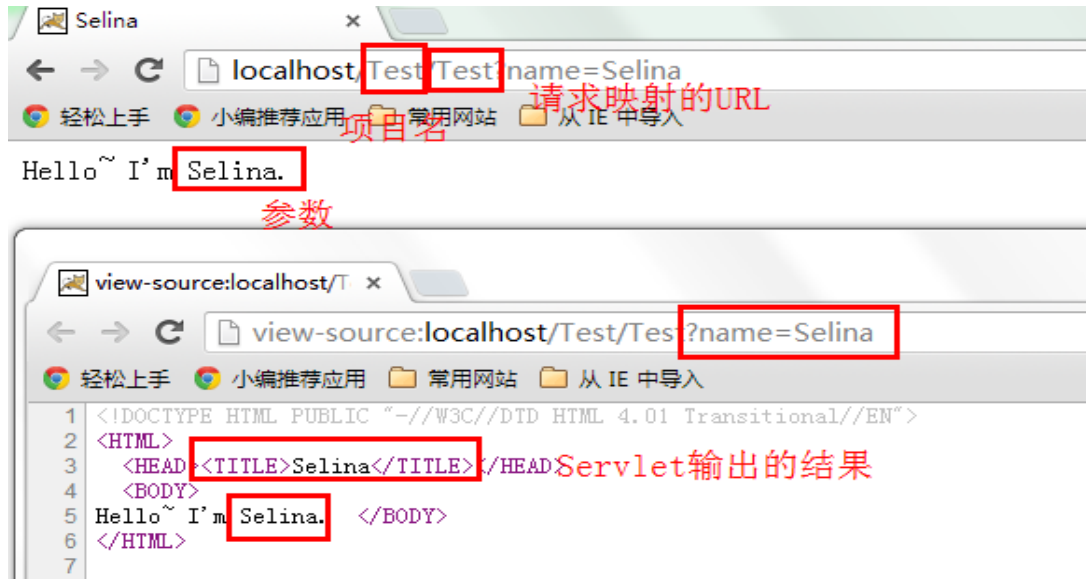 Selina
localhost/Test/Test?name=Selina
请求映射的URL
轻松上手 小编推荐应用 常用网站 从 IE 中导入
项目名
Hello~ I'm Selina.
参数
view-source:localhost/T
view-source:localhost/Test/Test?name=Selina
轻松上手 小编推荐应用 常用网站 从 IE 中导入
1 <!DOCTYPE HTML PUBLIC "-//W3C//DTD HTML 4.01 Transitional//EN">
2 <HTML>
3 <HEAD><TITLE>Selina</TITLE></HEAD> Servlet输出的结果
4 <BODY>
5 Hello~ I'm Selina. </BODY>
6 </HTML>
7